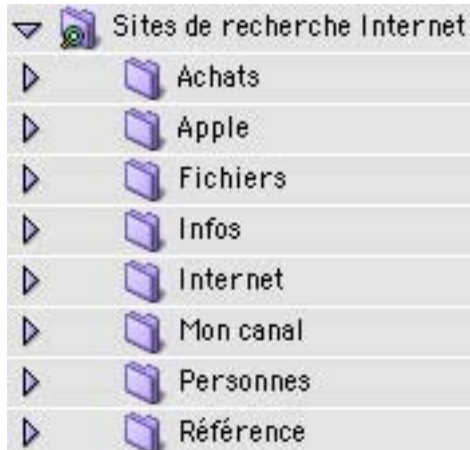 Sites de recherche Internet
Achats
Apple
Fichiers
Infos
Internet
Mon canal
Personnes
Référence